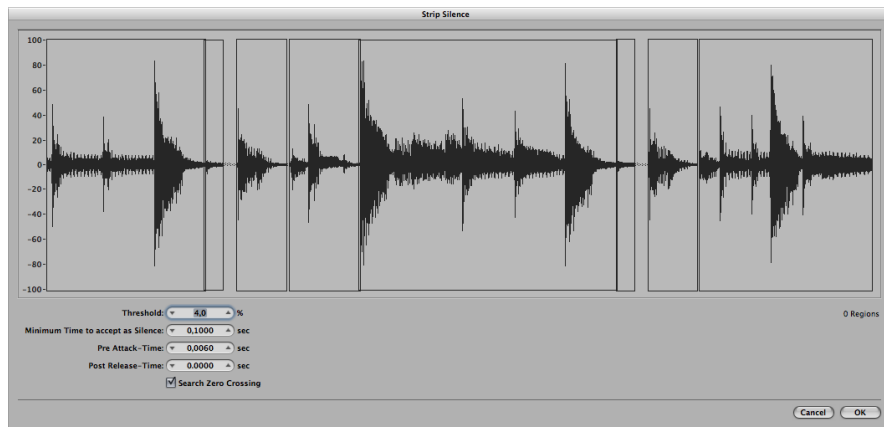 Strip Silence
100-
80-
60-
40-
20-
0-
-20-
-40-
-60-
-80-
-100-
Threshold: 4,0 %
0 Regions
Minimum Time to accept as Silence: 0,1000 sec
Pre Attack-Time: 0,0060 sec
Post Release-Time: 0.0000 sec
Search Zero Crossing
Cancel OK